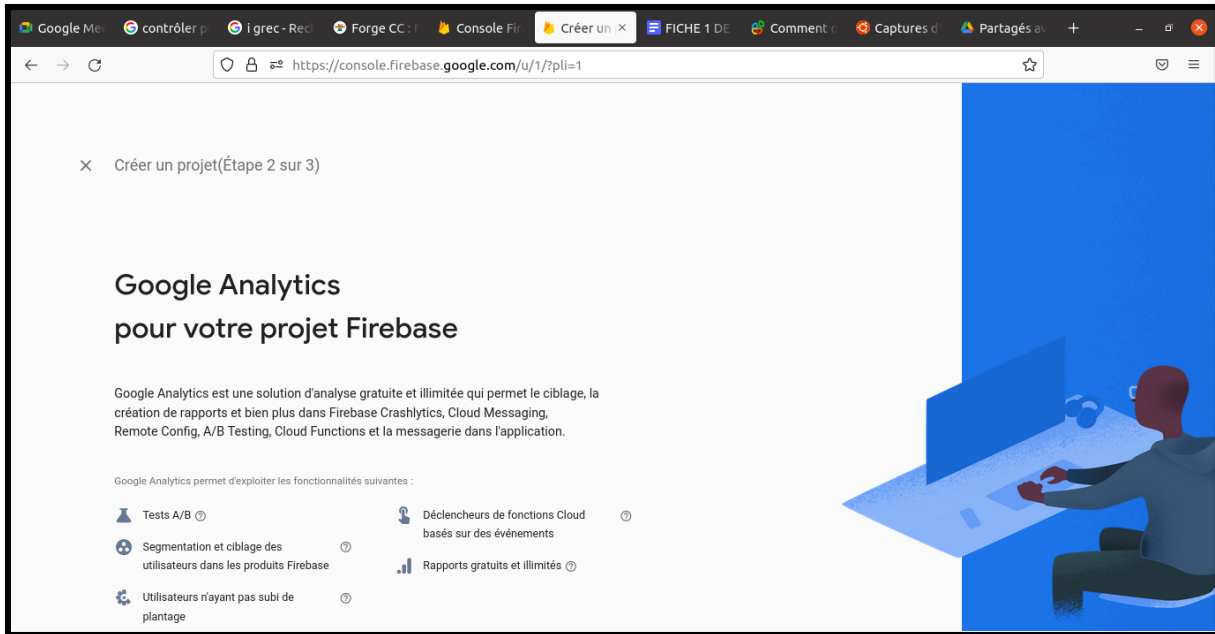 Google Me
contrôler p
i grec - Rech
Forge CC : F
Console Fir
Créer un p
FICHE 1 DE
Comment o
Captures d'
Partagés av
https://console.firebase.google.com/u/1/?pli=1
Créer un projet(Étape 2 sur 3)
Google Analytics
pour votre projet Firebase
Google Analytics est une solution d'analyse gratuite et illimitée qui permet le ciblage, la
création de rapports et bien plus dans Firebase Crashlytics, Cloud Messaging,
Remote Config, A/B Testing, Cloud Functions et la messagerie dans l'application.
Google Analytics permet d'exploiter les fonctionnalités suivantes :
Tests A/B
Segmentation et ciblage des
utilisateurs dans les produits Firebase
Utilisateurs n'ayant pas subi de
plantage
Déclencheurs de fonctions Cloud
basés sur des événements
Rapports gratuits et illimités